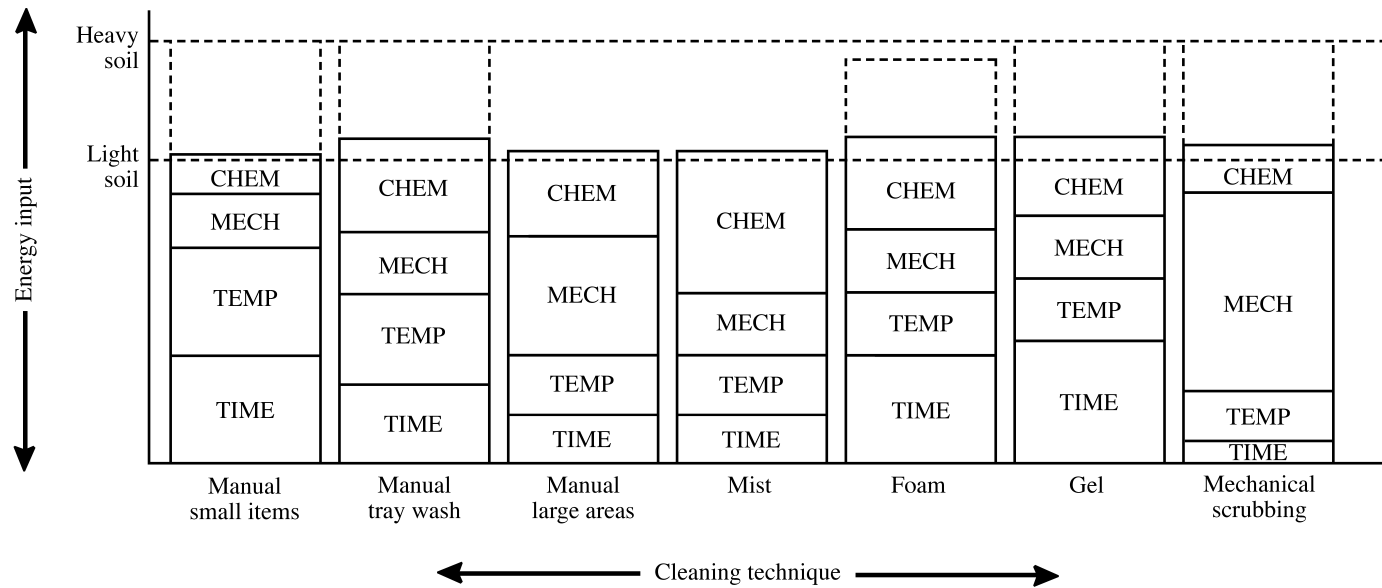 Heavy
soil
Light
soil
Energy input
CHEM
MECH
TEMP
TIME
Manual
small items
CHEM
MECH
TEMP
TIME
Manual
tray wash
CHEM
MECH
TEMP
TIME
Manual
large areas
CHEM
MECH
TEMP
TIME
Mist
CHEM
MECH
TEMP
TIME
Foam
CHEM
MECH
TEMP
TIME
Gel
CHEM
MECH
TEMP
TIME
Mechanical
scrubbing
Cleaning technique